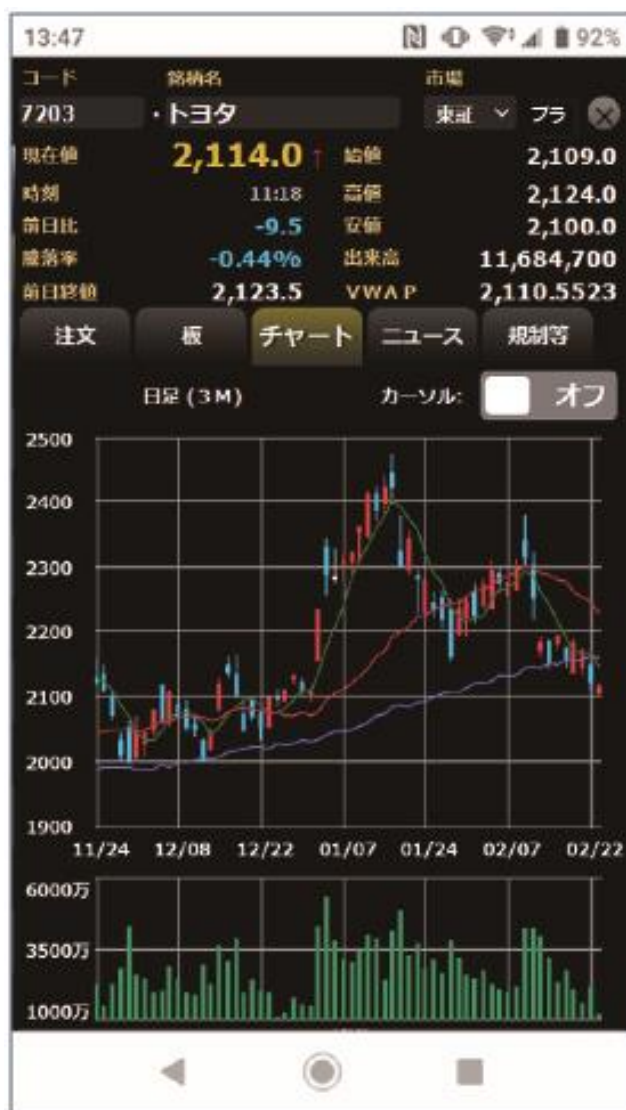 13:47 92%
コード 銘柄名 市場
7203 ・トヨタ 東証 プラ
現在値 2,114.0 ↑ 始値 2,109.0
時刻 11:18 高値 2,124.0
前日比 -9.5 安値 2,100.0
騰落率 -0.44% 出来高 11,684,700
前日終値 2,123.5 VWAP 2,110.5523
注文 板 チャート ニュース 規制等
日足(3M) カーソル: オフ
2500
2400
2300
2200
2100
2000
1900
11/24 12/08 12/22 01/07 01/24 02/07 02/22
6000万
3500万
1000万